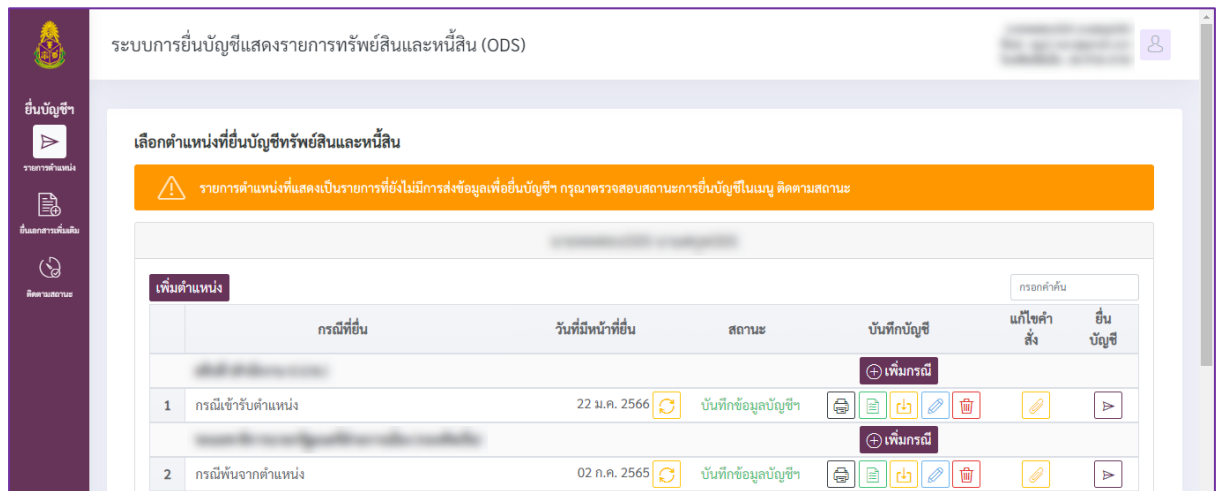 ระบบการยื่นบัญชีแสดงรายการทรัพย์สินและหนี้สิน (ODS)
ยื่นบัญชีฯ
รายการตำแหน่ง
ยื่นเอกสารเพิ่มเติม
ติดตามสถานะ
เลือกตำแหน่งที่ยื่นบัญชีทรัพย์สินและหนี้สิน
รายการตำแหน่งที่แสดงเป็นรายการที่ยังไม่มีการส่งข้อมูลเพื่อยื่นบัญชีฯ กรุณาตรวจสอบสถานะการยื่นบัญชีในเมนู ติดตามสถานะ
เพิ่มตำแหน่ง
กรอกคำค้น
กรณีที่ยื่น วันที่มีหน้าที่ยื่น สถานะ บันทึกบัญชี แก้ไขคำ ยื่น
สั่ง บัญชี
เพิ่มกรณี
1 กรณีเข้ารับตำแหน่ง 22 ม.ค. 2566 บันทึกข้อมูลบัญชีฯ
เพิ่มกรณี
2 กรณีพ้นจากตำแหน่ง 02 ก.ค. 2565 บันทึกข้อมูลบัญชีฯ